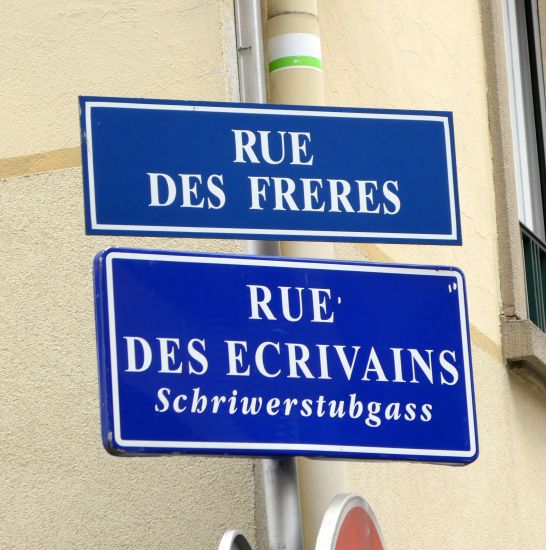 RUE
DES FRERES
RUE
DES ECRIVAINS
Schriwerstubgass